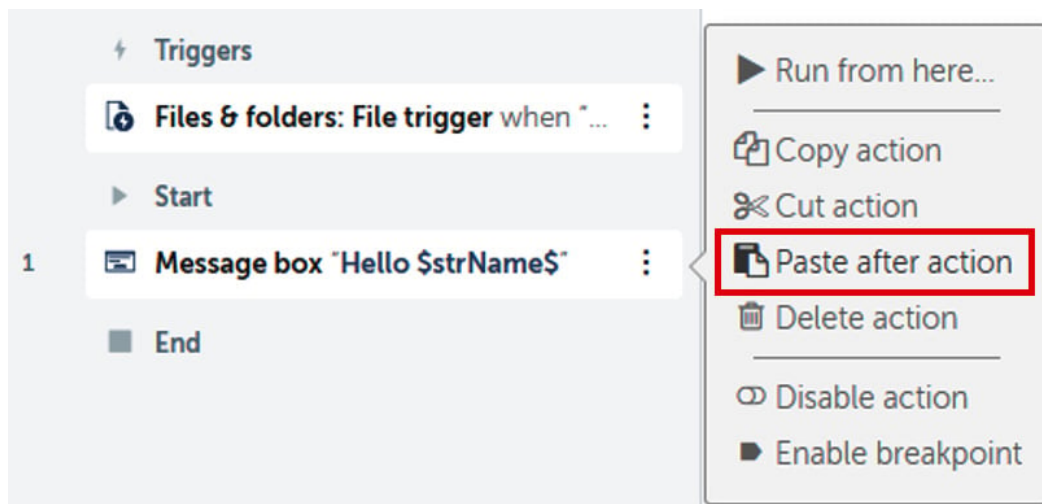 Triggers
Files & folders: File trigger when "...
Start
1 Message box "Hello $strName$"
End
Run from here...
Copy action
Cut action
Paste after action
Delete action
Disable action
Enable breakpoint